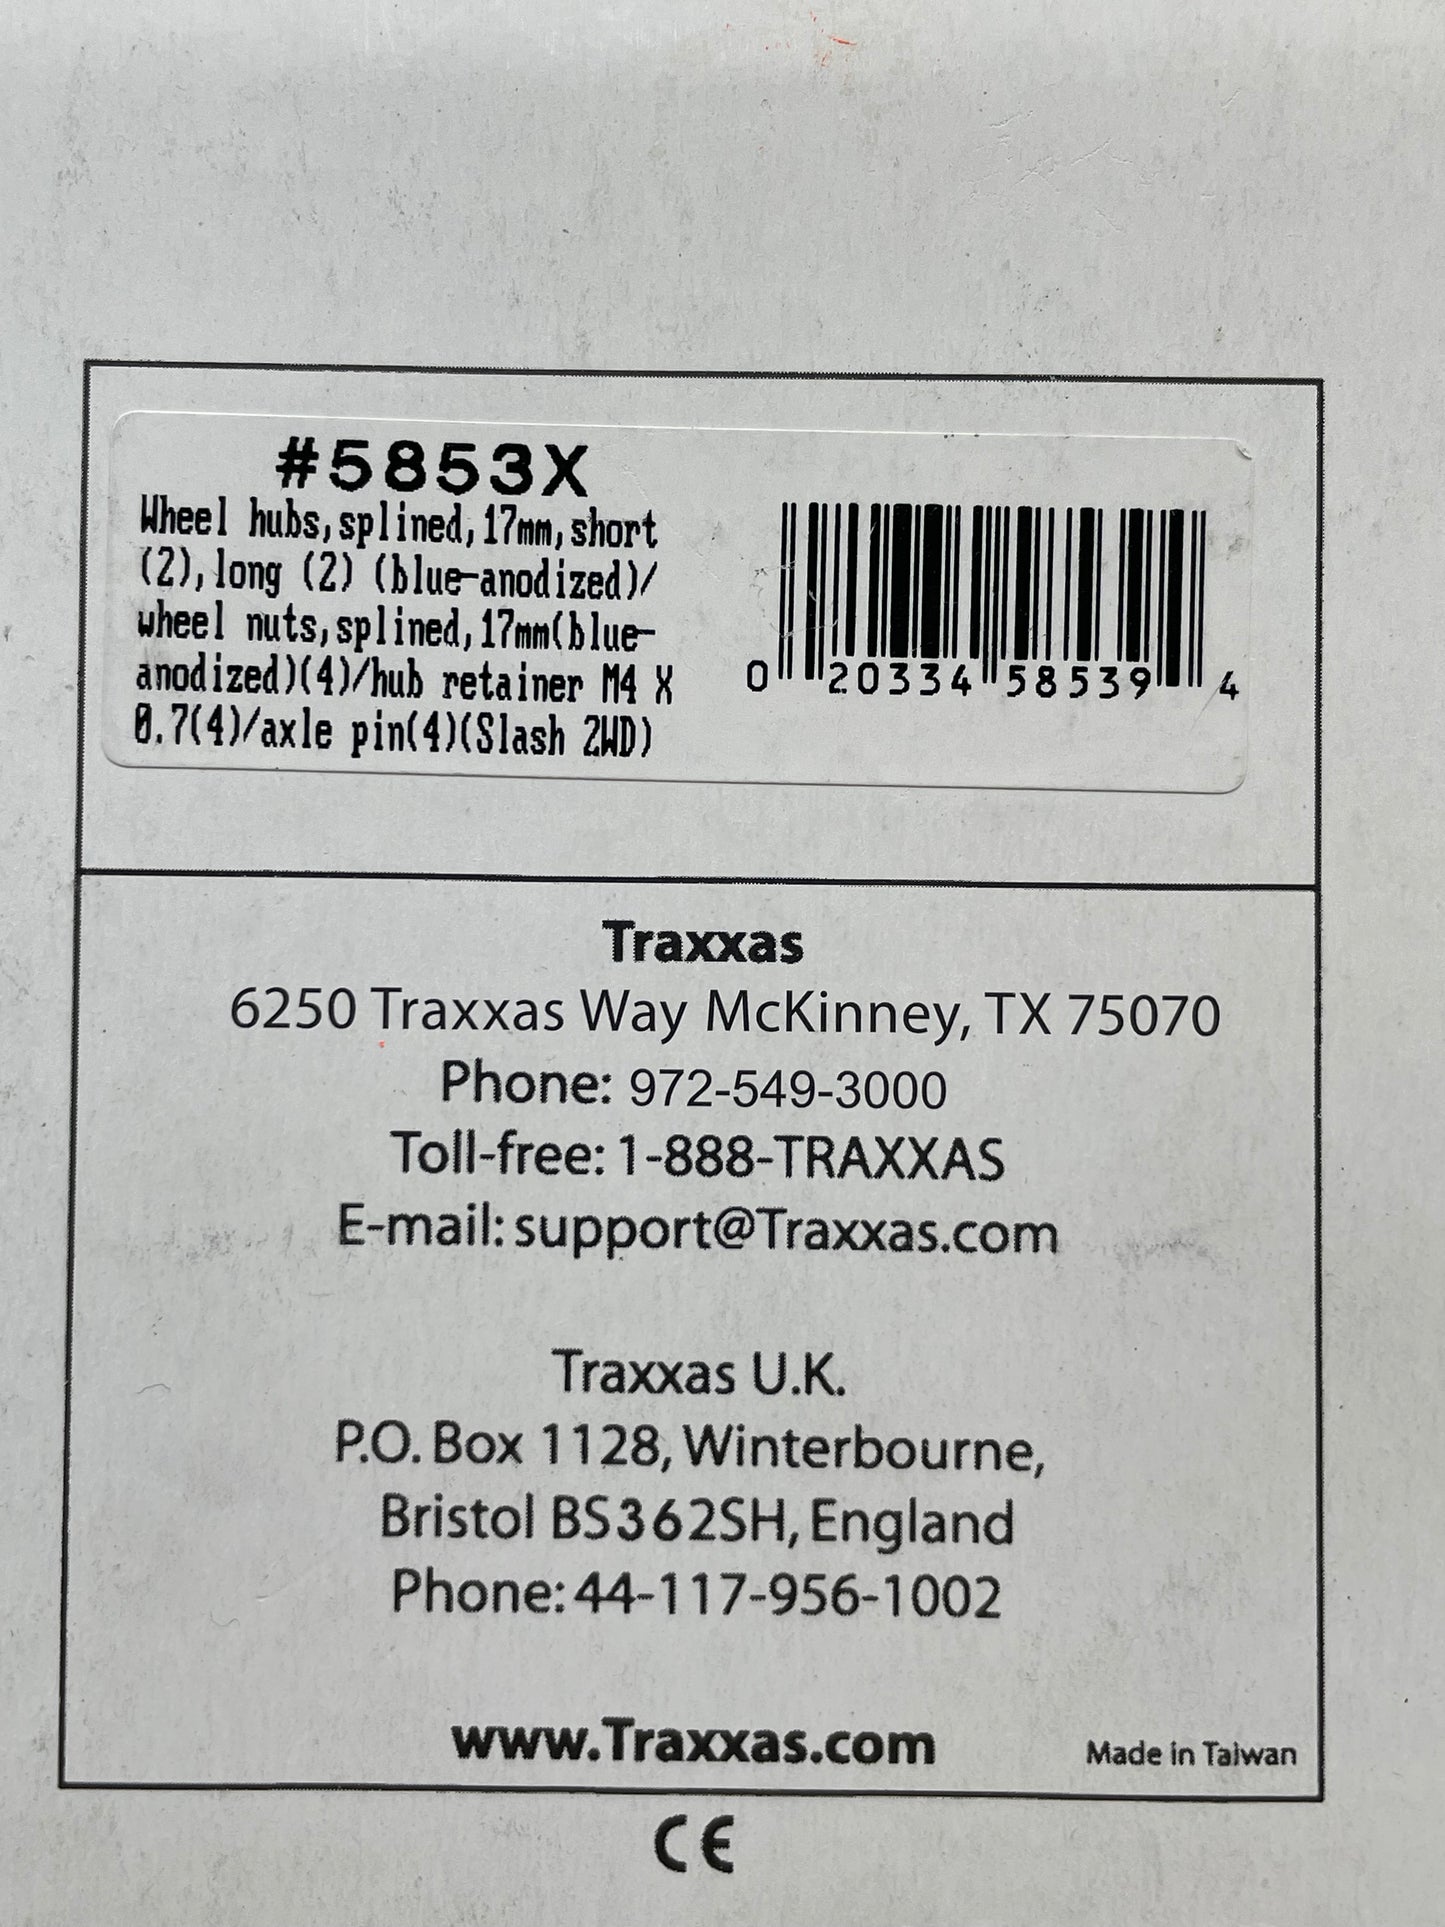 #5853X
Wheel hubs,splined,17mm,short
(2),long (2) (blue-anodized)/
wheel nuts,splined,17mm(blue-
anodized)(4)/hub retainer M4 X
0.7(4)/axle pin(4)(Slash 2WD)
0 20334 58539 4
Traxxas
6250 Traxxas Way McKinney, TX 75070
Phone: 972-549-3000
Toll-free: 1-888-TRAXXAS
E-mail: support@Traxxas.com
Traxxas U.K.
P.O. Box 1128, Winterbourne,
Bristol BS362SH, England
Phone: 44-117-956-1002
www.Traxxas.com
Made in Taiwan
CE